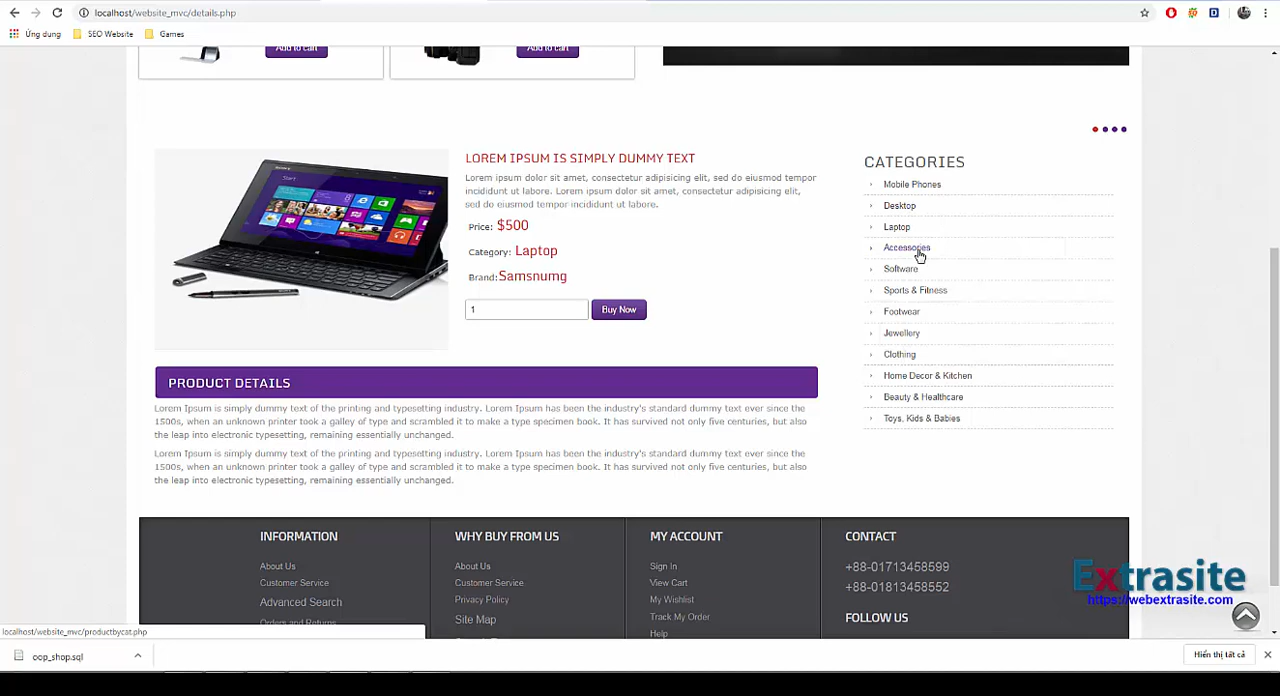 localhost/website_mvc/details.php
Ứng dụng SEO Website Games
Add to cart Add to cart
LOREM IPSUM IS SIMPLY DUMMY TEXT
Lorem ipsum dolor sit amet, consectetur adipisicing elit, sed do eiusmod tempor
incididunt ut labore. Lorem ipsum dolor sit amet, consectetur adipisicing elit,
sed do eiusmod tempor incididunt ut labore.
Price: $500
Category: Laptop
Brand:Samsnumg
1 Buy Now
CATEGORIES
Mobile Phones
Desktop
Laptop
Accessories
Software
Sports & Fitness
Footwear
Jewellery
Clothing
Home Decor & Kitchen
Beauty & Healthcare
Toys, Kids & Babies
PRODUCT DETAILS
Lorem Ipsum is simply dummy text of the printing and typesetting industry. Lorem Ipsum has been the industry's standard dummy text ever since the
1500s, when an unknown printer took a galley of type and scrambled it to make a type specimen book. It has survived not only five centuries, but also
the leap into electronic typesetting, remaining essentially unchanged.
Lorem Ipsum is simply dummy text of the printing and typesetting industry. Lorem Ipsum has been the industry's standard dummy text ever since the
1500s, when an unknown printer took a galley of type and scrambled it to make a type specimen book. It has survived not only five centuries, but also
the leap into electronic typesetting, remaining essentially unchanged.
INFORMATION
About Us
Customer Service
Advanced Search
Orders and Returns
WHY BUY FROM US
About Us
Customer Service
Privacy Policy
Site Map
MY ACCOUNT
Sign In
View Cart
My Wishlist
Track My Order
Help
CONTACT
+88-01713458599
+88-01813458552
FOLLOW US
Extrasite
https://webextrasite.com
localhost/website_mvc/productbycat.php
oop_shop.sql
Hiển thị tất cả